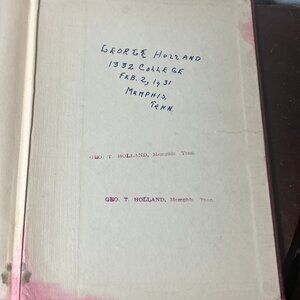 GEORGE HOLLAND
1332 COLLEGE
FEB. 2, 1931
MEMPHIS,
TENN.
GEO. T. HOLLAND, Memphis Tenn.
GEO. T. HOLLAND, Memphis Tenn.